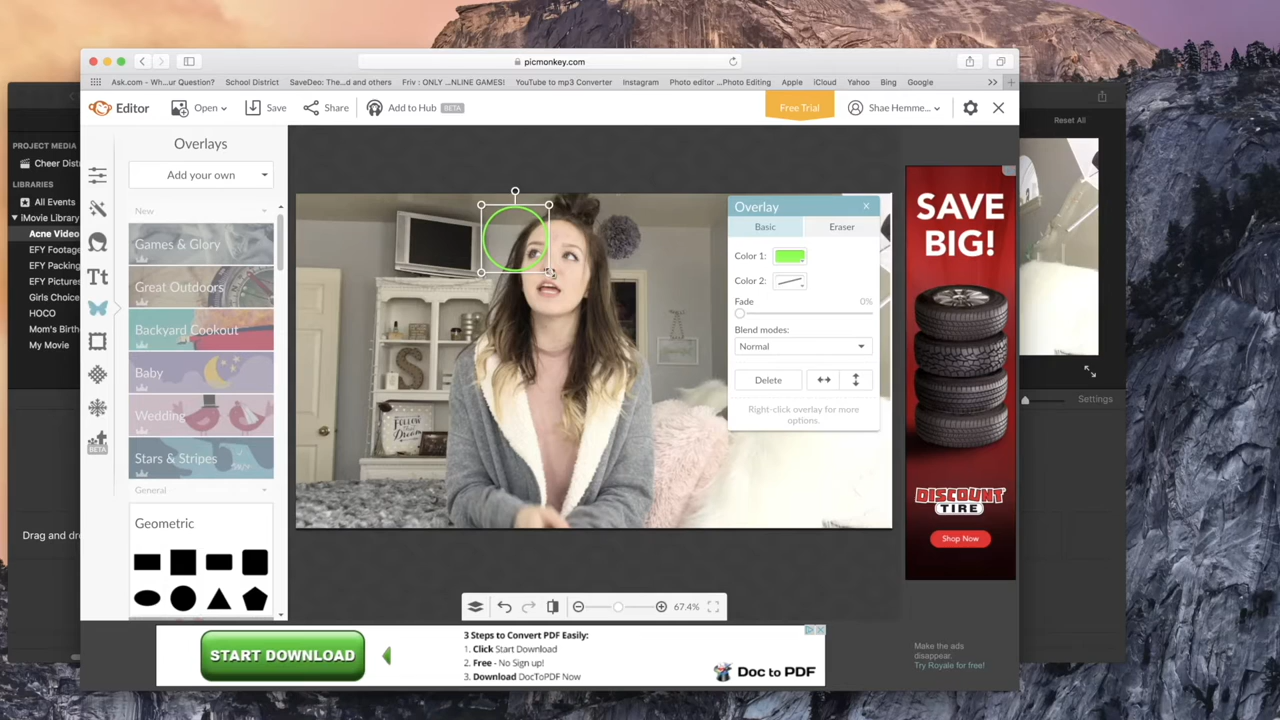 picmonkey.com
Ask.com - Wh...ur Question?
School District
SaveDeo: The...d and others
Friv : ONLY ...NLINE GAMES!
YouTube to mp3 Converter
Instagram
Photo editor ...Photo Editing
Apple
iCloud
Yahoo
Bing
Google
Editor
Open
Save
Share
Add to Hub
BETA
Free Trial
Shae Hemme...
Reset All
PROJECT MEDIA
Cheer Dist
LIBRARIES
All Events
iMovie Library
Acne Video
EFY Footage
EFY Packing
EFY Pictures
Girls Choice
HOCO
Mom's Birth
My Movie
Drag and dr
Overlays
Add your own
New
Games & Glory
Great Outdoors
Backyard Cookout
Baby
Wedding
Stars & Stripes
General
Geometric
BETA
S
FOLLOW
Your
Dream
Overlay
Basic
Eraser
Color 1:
Color 2:
Fade
0%
Blend modes:
Normal
Delete
Right-click overlay for more
options.
67.4%
SAVE
BIG!
DISCOUNT
TIRE
Shop Now
Settings
START DOWNLOAD
3 Steps to Convert PDF Easily:
1. Click Start Download
2. Free - No sign up!
3. Download DocToPDF Now
Doc to PDF
Make the ads
disappear.
Try Royale for free!